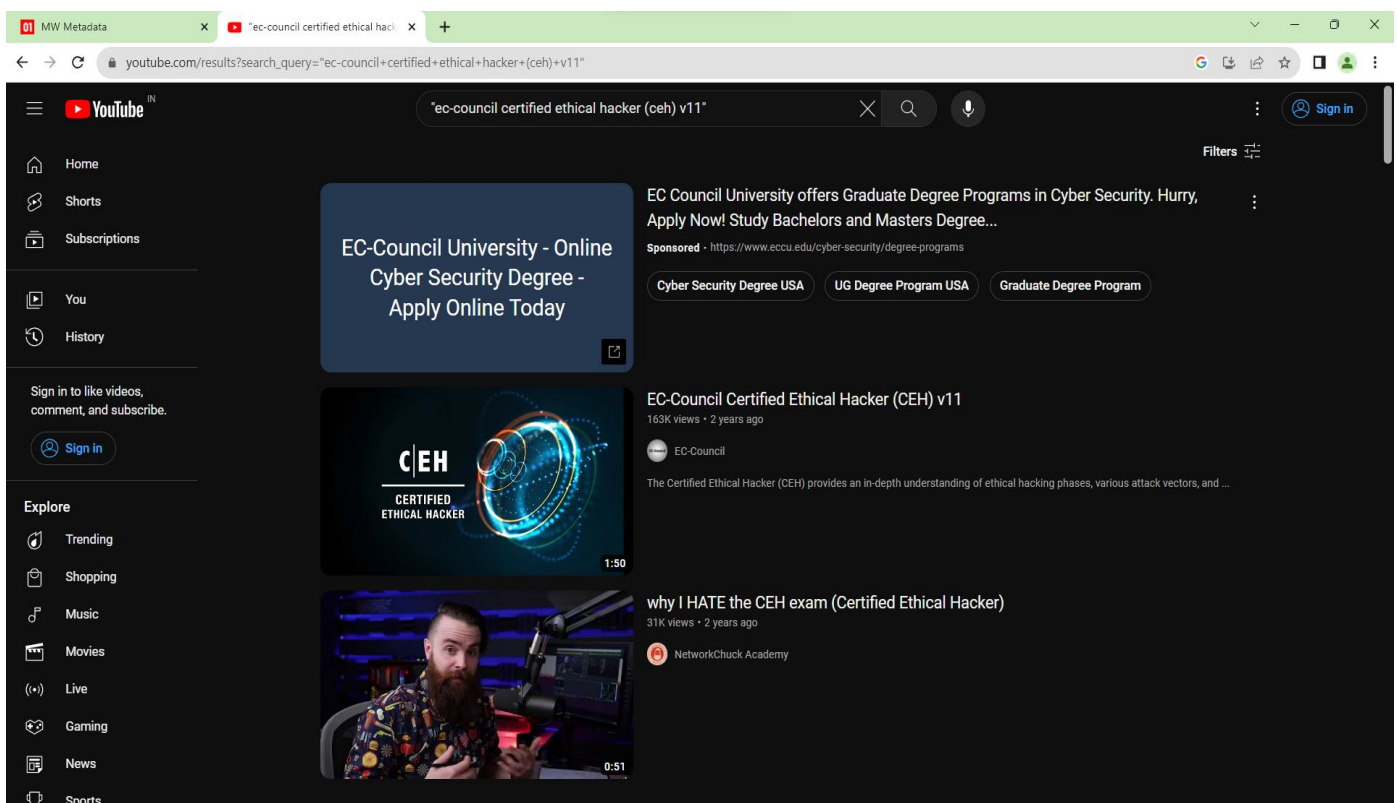 01 MW Metadata
"ec-council certified ethical hack
youtube.com/results?search_query="ec-council+certified+ethical+hacker+(ceh)+v11"
YouTube IN
"ec-council certified ethical hacker (ceh) v11"
Sign in
Filters
Home
Shorts
Subscriptions
You
History
Sign in to like videos,
comment, and subscribe.
Sign in
Explore
Trending
Shopping
Music
Movies
Live
Gaming
News
Sports
EC-Council University - Online
Cyber Security Degree -
Apply Online Today
EC Council University offers Graduate Degree Programs in Cyber Security. Hurry,
Apply Now! Study Bachelors and Masters Degree...
Sponsored · https://www.eccu.edu/cyber-security/degree-programs
Cyber Security Degree USA
UG Degree Program USA
Graduate Degree Program
C|EH
CERTIFIED
ETHICAL HACKER
1:50
EC-Council Certified Ethical Hacker (CEH) v11
163K views • 2 years ago
EC-Council
The Certified Ethical Hacker (CEH) provides an in-depth understanding of ethical hacking phases, various attack vectors, and ...
0:51
why I HATE the CEH exam (Certified Ethical Hacker)
31K views • 2 years ago
NetworkChuck Academy